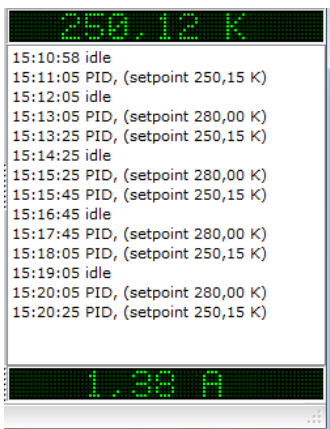 250,12 K
15:10:58 idle
15:11:05 PID, (setpoint 250,15 K)
15:12:05 idle
15:13:05 PID, (setpoint 280,00 K)
15:13:25 PID, (setpoint 250,15 K)
15:14:25 idle
15:15:25 PID, (setpoint 280,00 K)
15:15:45 PID, (setpoint 250,15 K)
15:16:45 idle
15:17:45 PID, (setpoint 280,00 K)
15:18:05 PID, (setpoint 250,15 K)
15:19:05 idle
15:20:05 PID, (setpoint 280,00 K)
15:20:25 PID, (setpoint 250,15 K)
1,38 A